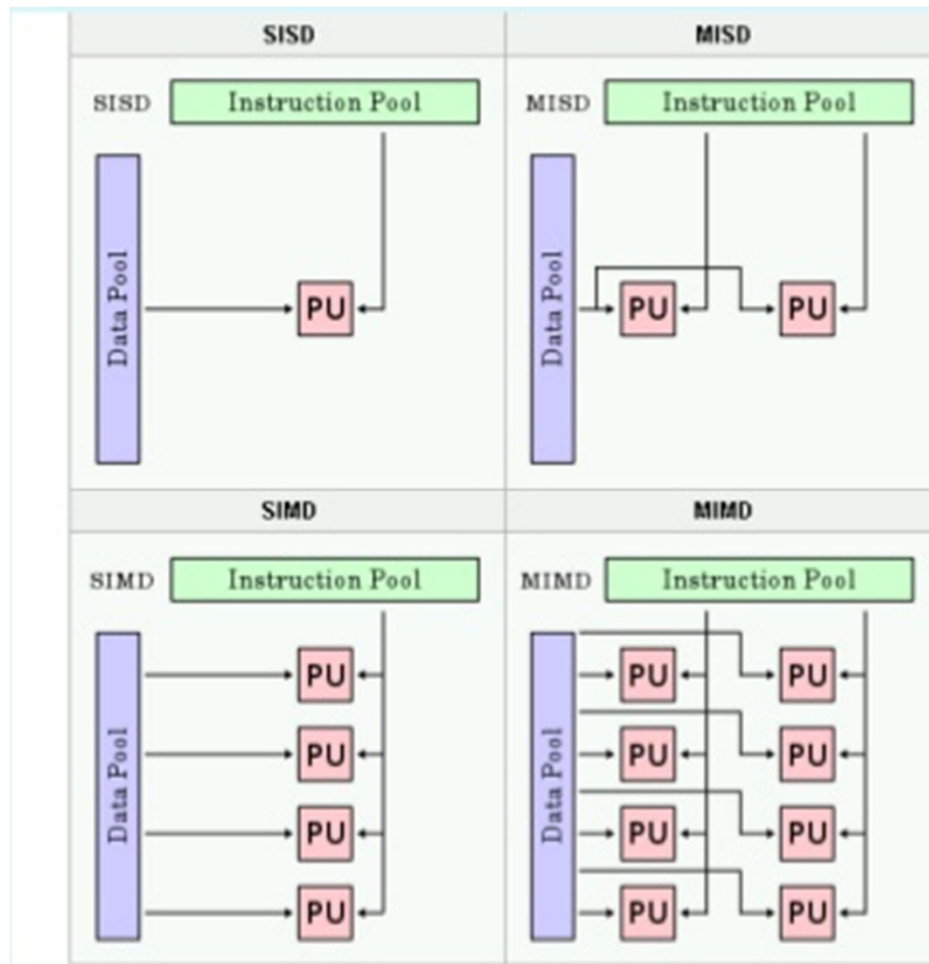 SISD
MISD
SISD
Instruction Pool
Data Pool
PU
MISD
Instruction Pool
Data Pool
PU
PU
SIMD
MIMD
SIMD
Instruction Pool
Data Pool
PU
PU
PU
PU
MIMD
Instruction Pool
Data Pool
PU
PU
PU
PU
PU
PU
PU
PU